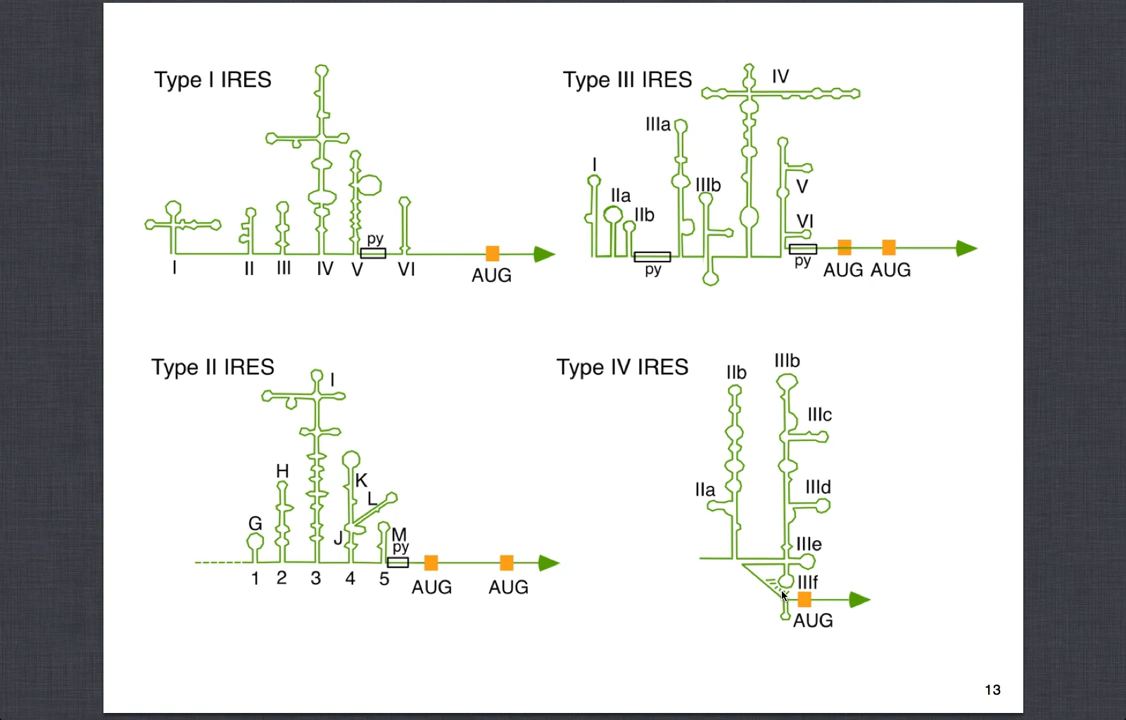 Type I IRES
I
II
III
IV
V
py
VI
AUG
Type III IRES
I
IIa
IIb
py
IIIa
IIIb
IV
V
VI
py
AUG AUG
Type II IRES
G
H
I
J
K
L
M
py
1 2 3 4 5
AUG
AUG
Type IV IRES
IIa
IIb
IIIb
IIIc
IIId
IIIe
IIIf
AUG
13